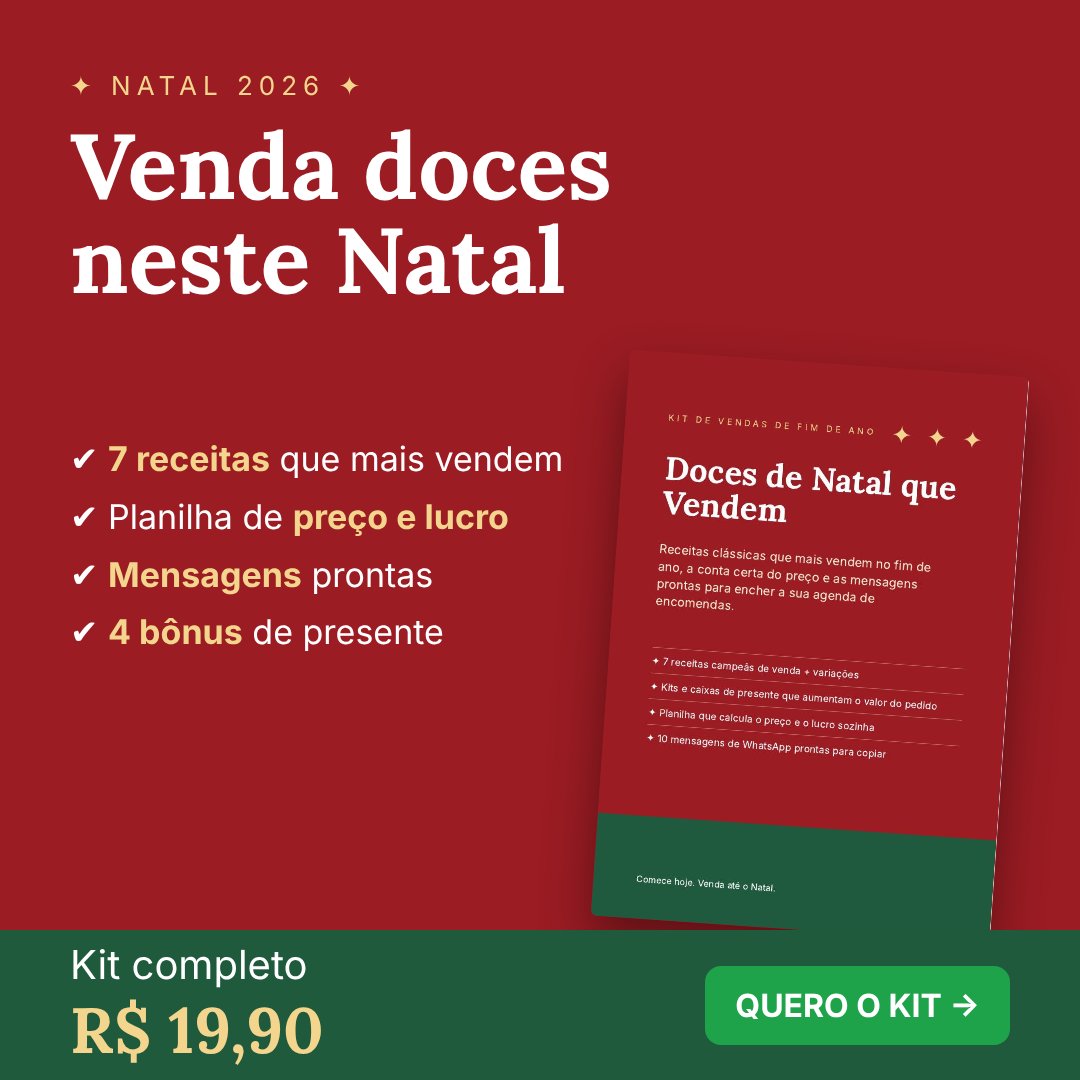 ✦ NATAL 2026 ✦
Venda doces
neste Natal
✔ 7 receitas que mais vendem
✔ Planilha de preço e lucro
✔ Mensagens prontas
✔ 4 bônus de presente
KIT DE VENDAS DE FIM DE ANO ✦ ✦ ✦
Doces de Natal que
Vendem
Receitas clássicas que mais vendem no fim de
ano, a conta certa do preço e as mensagens
prontas para encher a sua agenda de
encomendas.
✦ 7 receitas campeãs de venda + variações
✦ Kits e caixas de presente que aumentam o valor do pedido
✦ Planilha que calcula o preço e o lucro sozinha
✦ 10 mensagens de WhatsApp prontas para copiar
Comece hoje. Venda até o Natal.
Kit completo
R$ 19,90
QUERO O KIT →